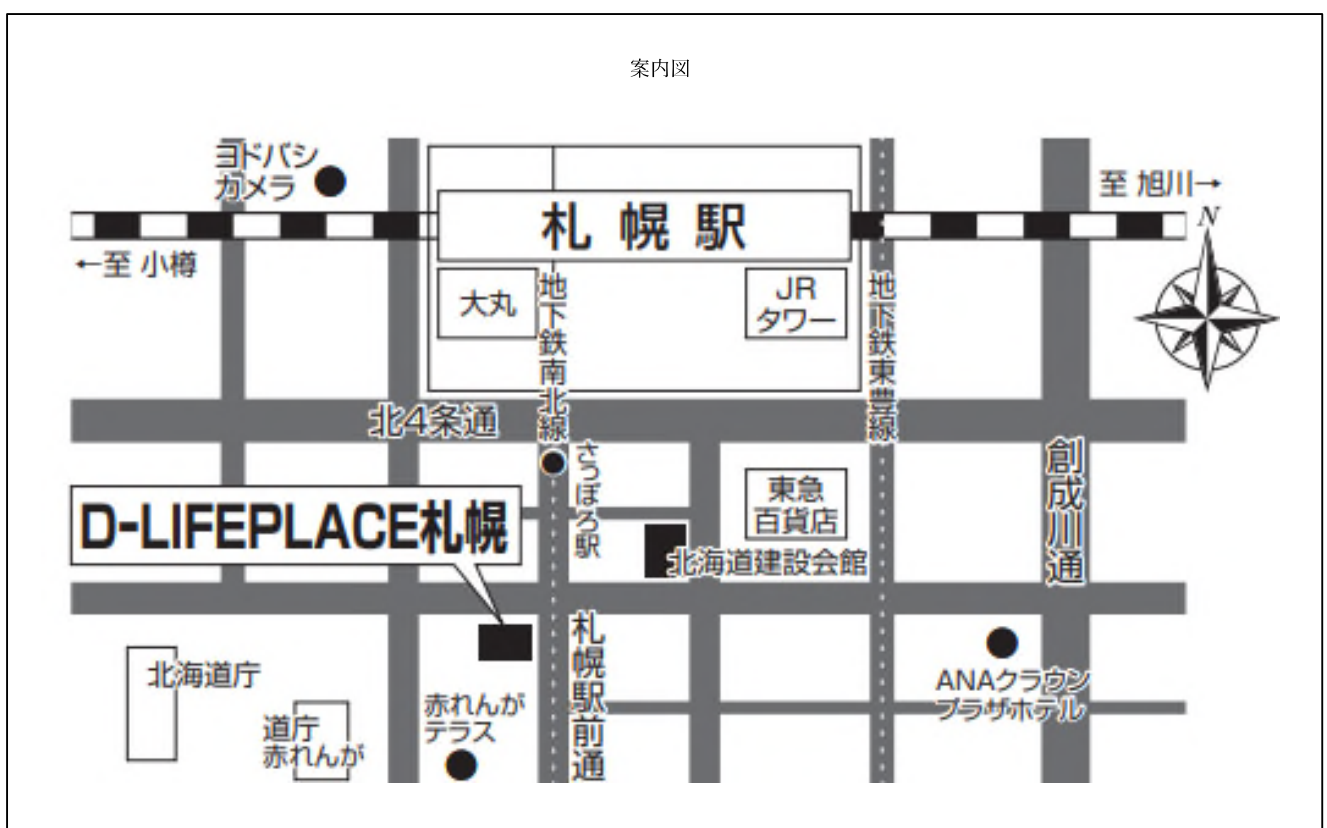 案内図
ヨドバシ
カメラ
至 旭川→
N
札幌駅
←至 小樽
大丸
JR
タワー
地下鉄南北線
地下鉄東豊線
北4条通
さっぽろ駅
創成川通
東急
百貨店
D-LIFEPLACE札幌
北海道建設会館
札幌駅前通
北海道庁
道庁
赤れんが
赤れんが
テラス
ANAクラウン
プラザホテル